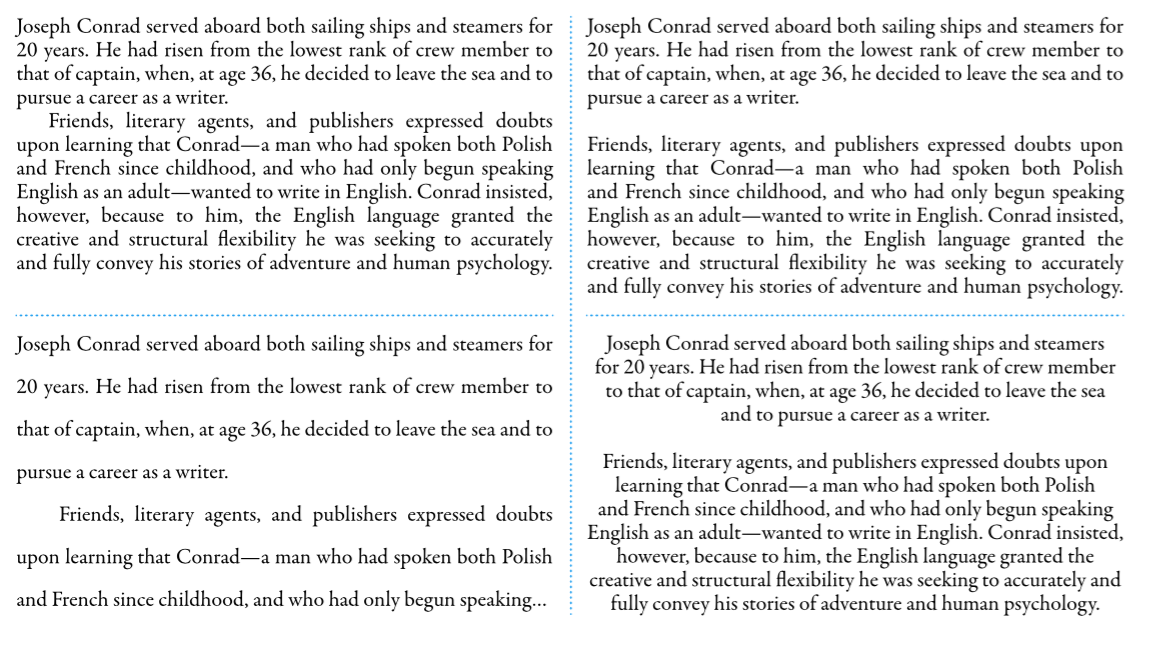 Joseph Conrad served aboard both sailing ships and steamers for
20 years. He had risen from the lowest rank of crew member to
that of captain, when, at age 36, he decided to leave the sea and to
pursue a career as a writer.
Friends, literary agents, and publishers expressed doubts
upon learning that Conrad—a man who had spoken both Polish
and French since childhood, and who had only begun speaking
English as an adult—wanted to write in English. Conrad insisted,
however, because to him, the English language granted the
creative and structural flexibility he was seeking to accurately
and fully convey his stories of adventure and human psychology.
Joseph Conrad served aboard both sailing ships and steamers for
20 years. He had risen from the lowest rank of crew member to
that of captain, when, at age 36, he decided to leave the sea and to
pursue a career as a writer.
Friends, literary agents, and publishers expressed doubts upon
learning that Conrad—a man who had spoken both Polish
and French since childhood, and who had only begun speaking
English as an adult—wanted to write in English. Conrad insisted,
however, because to him, the English language granted the
creative and structural flexibility he was seeking to accurately
and fully convey his stories of adventure and human psychology.
Joseph Conrad served aboard both sailing ships and steamers for
20 years. He had risen from the lowest rank of crew member to
that of captain, when, at age 36, he decided to leave the sea and to
pursue a career as a writer.
Friends, literary agents, and publishers expressed doubts
upon learning that Conrad—a man who had spoken both Polish
and French since childhood, and who had only begun speaking...
Joseph Conrad served aboard both sailing ships and steamers
for 20 years. He had risen from the lowest rank of crew member
to that of captain, when, at age 36, he decided to leave the sea
and to pursue a career as a writer.
Friends, literary agents, and publishers expressed doubts upon
learning that Conrad—a man who had spoken both Polish
and French since childhood, and who had only begun speaking
English as an adult—wanted to write in English. Conrad insisted,
however, because to him, the English language granted the
creative and structural flexibility he was seeking to accurately and
fully convey his stories of adventure and human psychology.